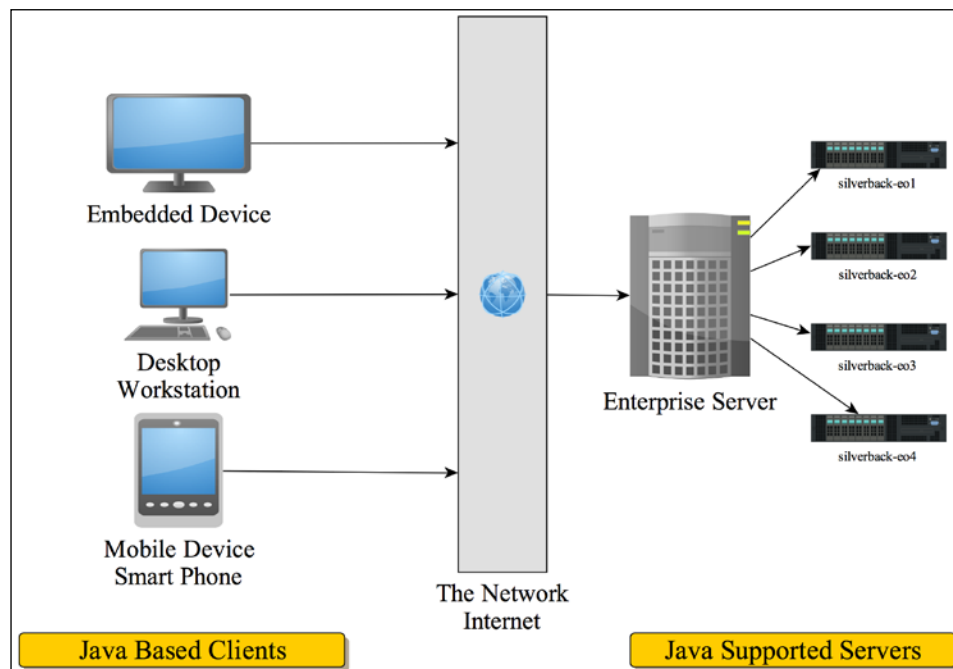 Embedded Device
Desktop
Workstation
Mobile Device
Smart Phone
The Network
Internet
Enterprise Server
silverback-eo1
silverback-eo2
silverback-eo3
silverback-eo4
Java Based Clients
Java Supported Servers